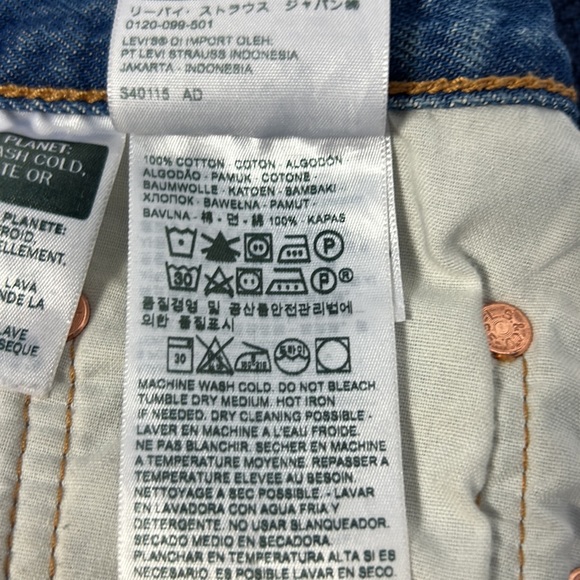 リーバイ・ストラウス ジャパン㈱
0120-099-501
LEVI'S® DI IMPORT OLEH:
PT LEVI STRAUSS INDONESIA
JAKARTA - INDONESIA
S40115 AD
PLANET:
ASH COLD,
TE OR
PLANETE:
FROID,
ELLEMENT.
LAVA
NDE LA
LAVE
SEQUE
100% COTTON - COTON - ALGODÓN -
ALGODÃO - PAMUK - COTONE -
BAUMWOLLE - KATOEN - BAMBAKI -
ХЛОПОК - BAWEŁNA - PAMUT -
BAVLNA - 棉 - 면 - 綿 100% - KAPAS
P
30 P®
품질경영 및 공산품안전관리법에
의한 품질표시
30 드라이
MACHINE WASH COLD. DO NOT BLEACH.
TUMBLE DRY MEDIUM. HOT IRON
IF NEEDED. DRY CLEANING POSSIBLE -
LAVER EN MACHINE A L'EAU FROIDE.
NE PAS BLANCHIR. SECHER EN MACHINE
A TEMPERATURE MOYENNE. REPASSER A
TEMPERATURE ELEVEE AU BESOIN.
NETTOYAGE A SEC POSSIBLE. - LAVAR
EN LAVADORA CON AGUA FRIA Y
DETERGENTE. NO USAR BLANQUEADOR.
SECADO MEDIO EN SECADORA.
PLANCHAR EN TEMPERATURA ALTA SI ES
NECESARIO. ES POSIBLE LAVAR EN SECO